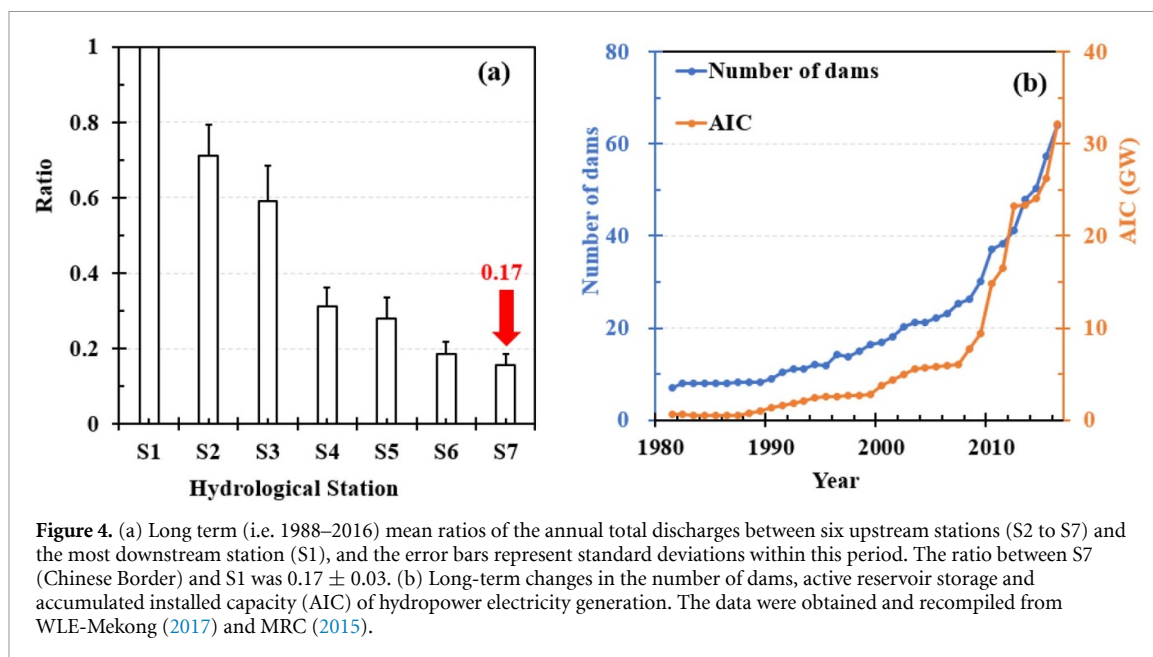 1
0.8
0.6
0.4
0.2
0
Ratio
(a)
0.17
S1 S2 S3 S4 S5 S6 S7
Hydrological Station
80
60
40
20
0
Number of dams
Number of dams
AIC
(b)
40
30
20
10
0
AIC (GW)
1980 1990 2000 2010
Year
Figure 4. (a) Long term (i.e. 1988–2016) mean ratios of the annual total discharges between six upstream stations (S2 to S7) and
the most downstream station (S1), and the error bars represent standard deviations within this period. The ratio between S7
(Chinese Border) and S1 was 0.17 ± 0.03. (b) Long-term changes in the number of dams, active reservoir storage and
accumulated installed capacity (AIC) of hydropower electricity generation. The data were obtained and recompiled from
WLE-Mekong (2017) and MRC (2015).